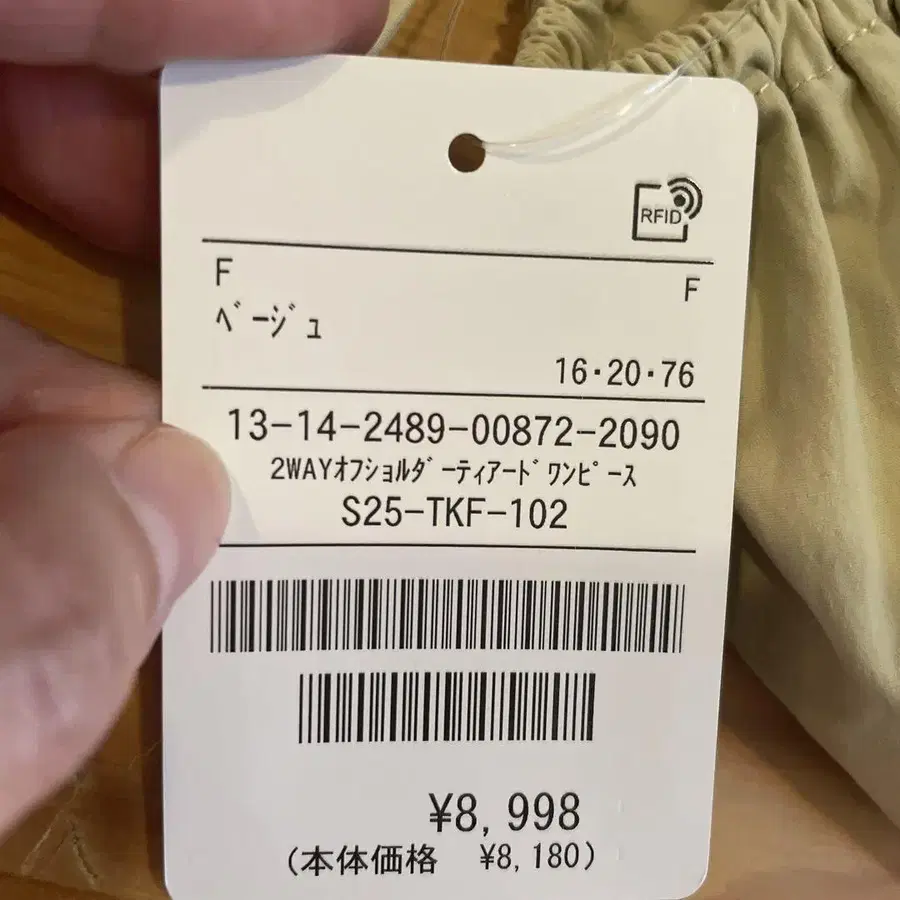 RFID
F F
ﾍﾞｰｼﾞｭ
16・20・76
13-14-2489-00872-2090
2WAYｵﾌｼｮﾙﾀﾞｰﾃｨｱｰﾄﾞﾜﾝﾋﾟｰｽ
S25-TKF-102
¥8,998
(本体価格 ¥8,180)